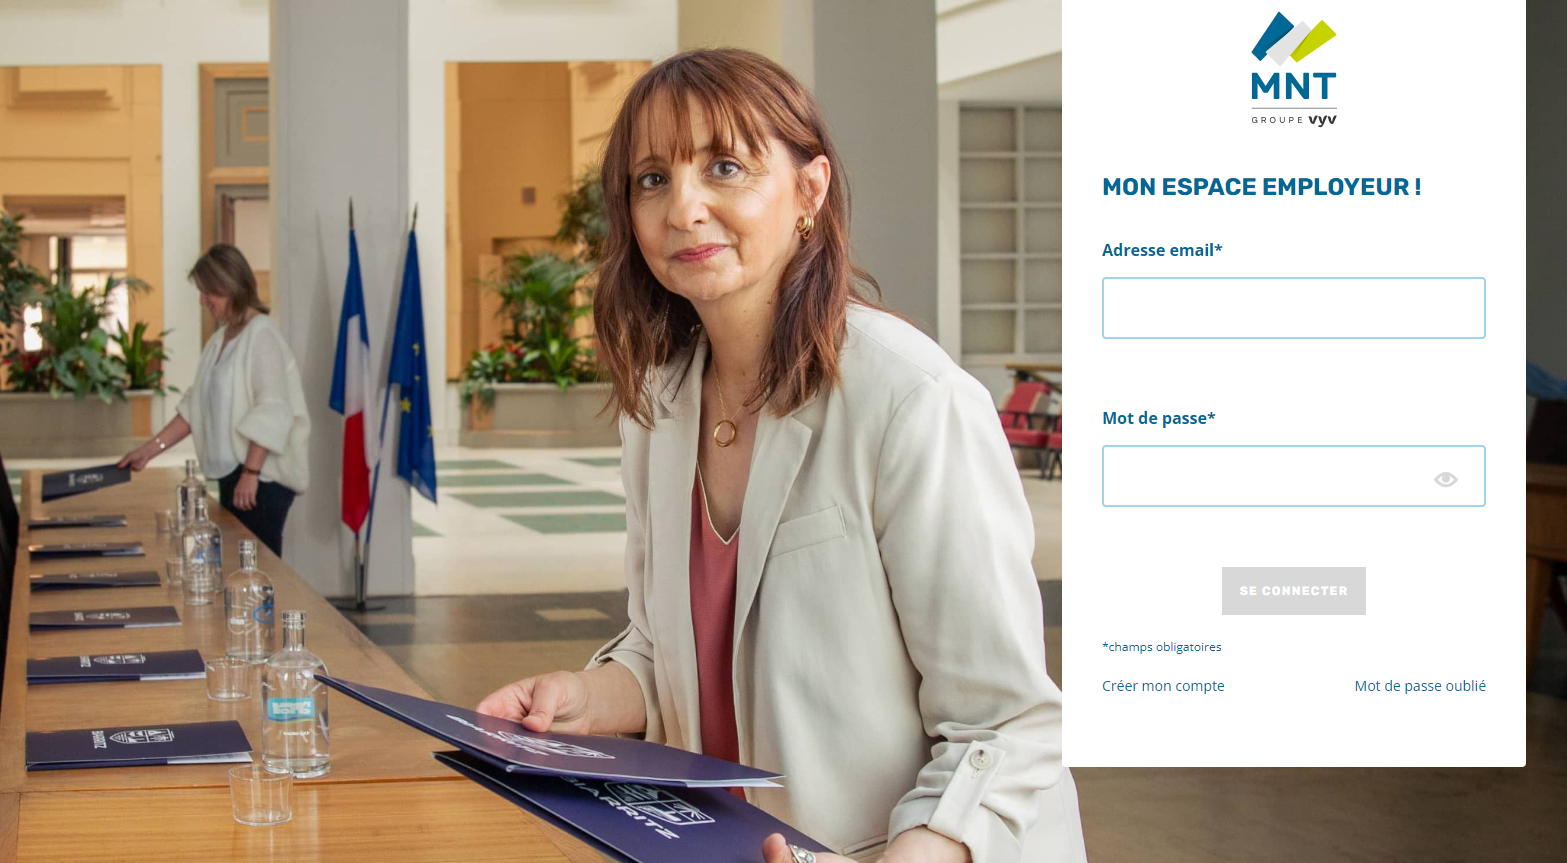 MNT
GROUPE vyv
MON ESPACE EMPLOYEUR !
Adresse email*
Mot de passe*
SE CONNECTER
*champs obligatoires
Créer mon compte
Mot de passe oublié
BIARRITZ